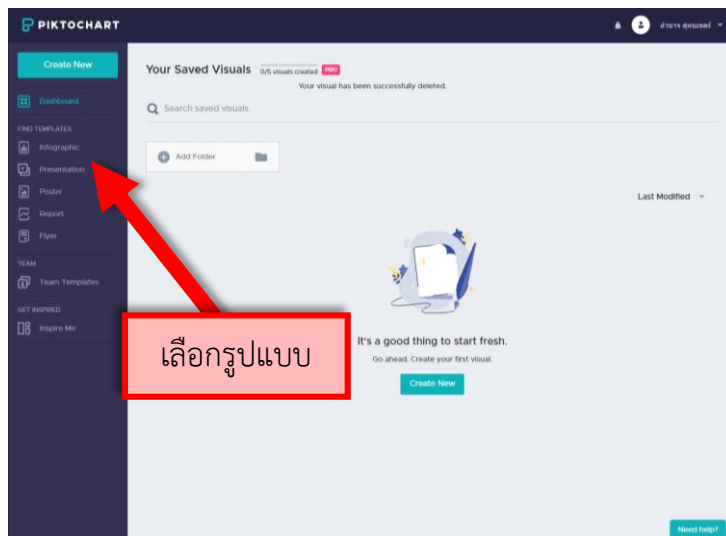 PIKTOCHART
Create New
Dashboard
FIND TEMPLATES
Infographic
Presentation
Poster
Report
Flyer
TEAM
Team Templates
GET INSPIRED
Inspire Me
Your Saved Visuals 0/5 visuals created PRO
Your visual has been successfully deleted.
Search saved visuals
Add Folder
Last Modified
เลือกรูปแบบ
It's a good thing to start fresh.
Go ahead. Create your first visual.
Create New
Need help?